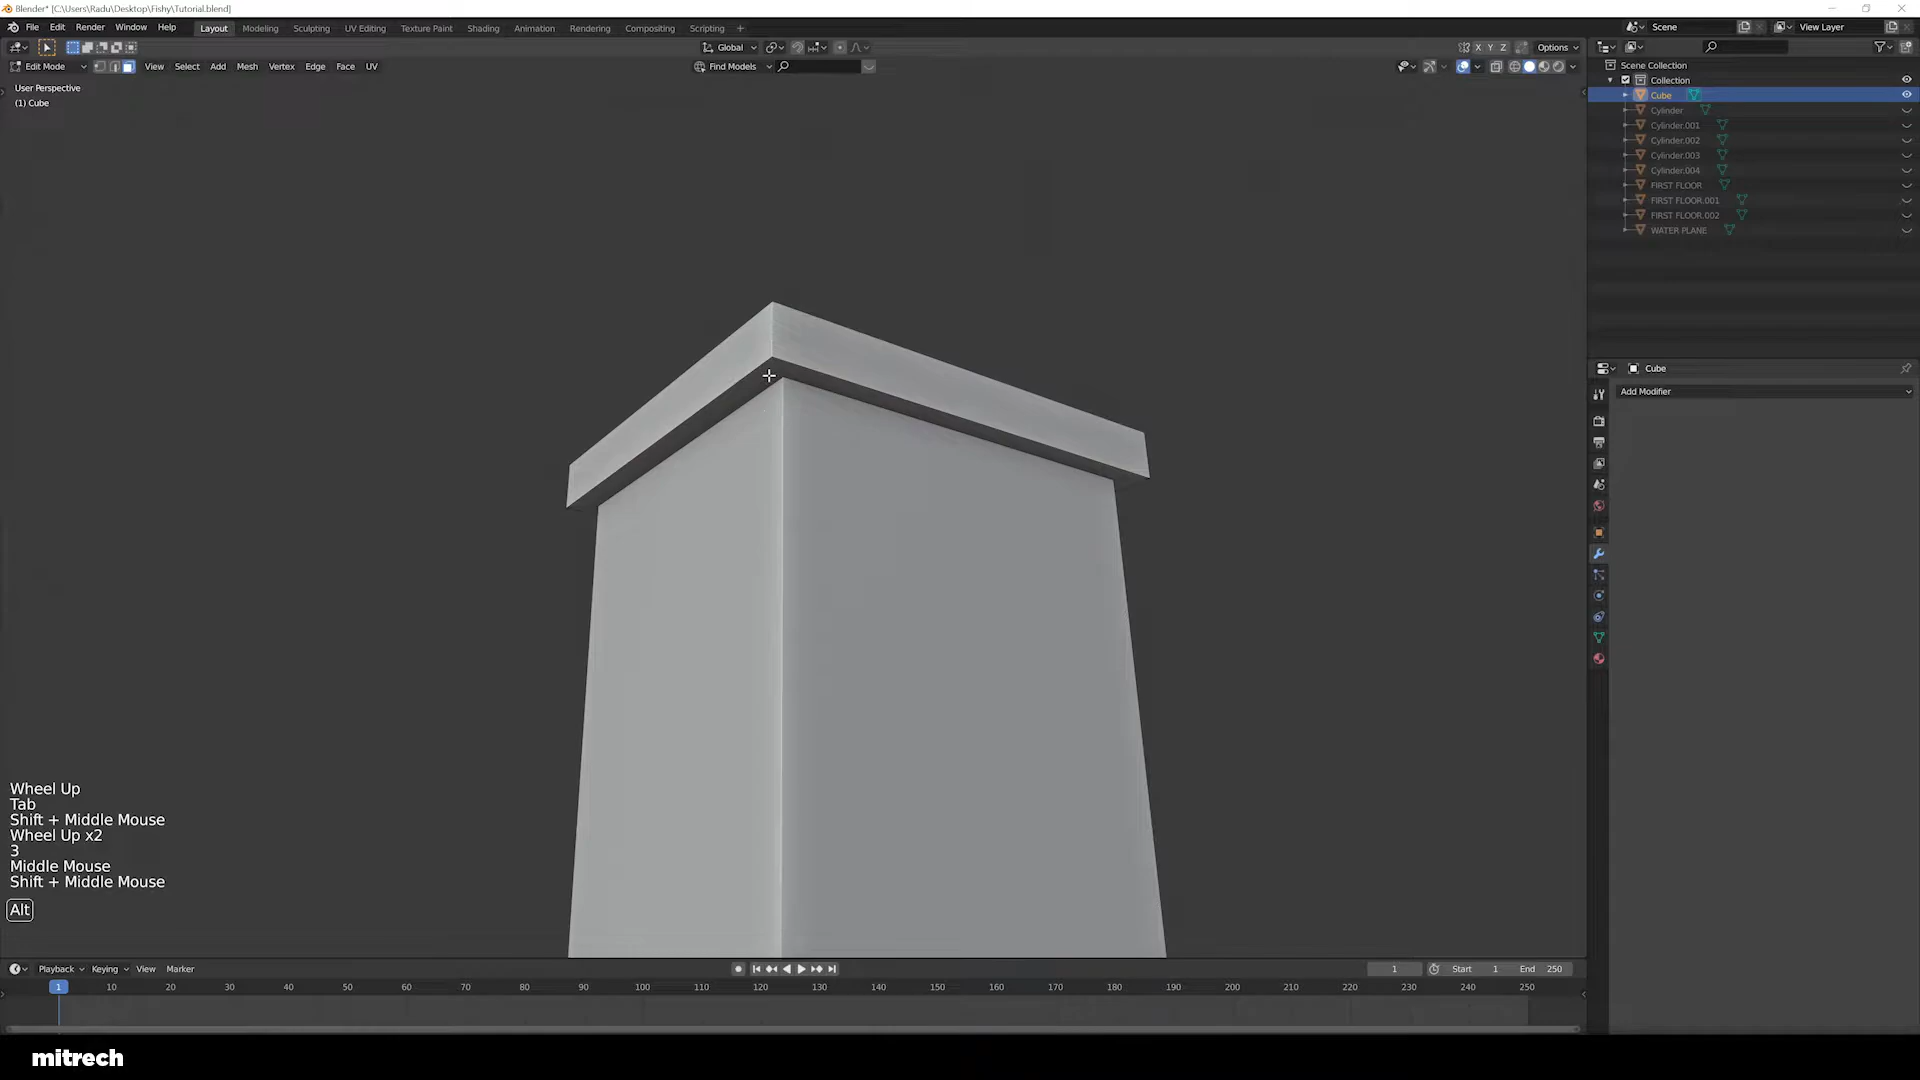 Blender* [C:\Users\Radu\Desktop\Fishy\Tutorial.blend]
File Edit Render Window Help Layout Modeling Sculpting UV Editing Texture Paint Shading Animation Rendering Compositing Scripting + Scene View Layer
Global X Y Z Options
Edit Mode View Select Add Mesh Vertex Edge Face UV Find Models
User Perspective
(1) Cube
Scene Collection
Collection
Cube
Cylinder
Cylinder.001
Cylinder.002
Cylinder.003
Cylinder.004
FIRST FLOOR
FIRST FLOOR.001
FIRST FLOOR.002
WATER PLANE
Cube
Add Modifier
Wheel Up
Tab
Shift + Middle Mouse
Wheel Up x2
3
Middle Mouse
Shift + Middle Mouse
Alt
Playback Keying View Marker 1 Start 1 End 250
1 10 20 30 40 50 60 70 80 90 100 110 120 130 140 150 160 170 180 190 200 210 220 230 240 250
mitrech